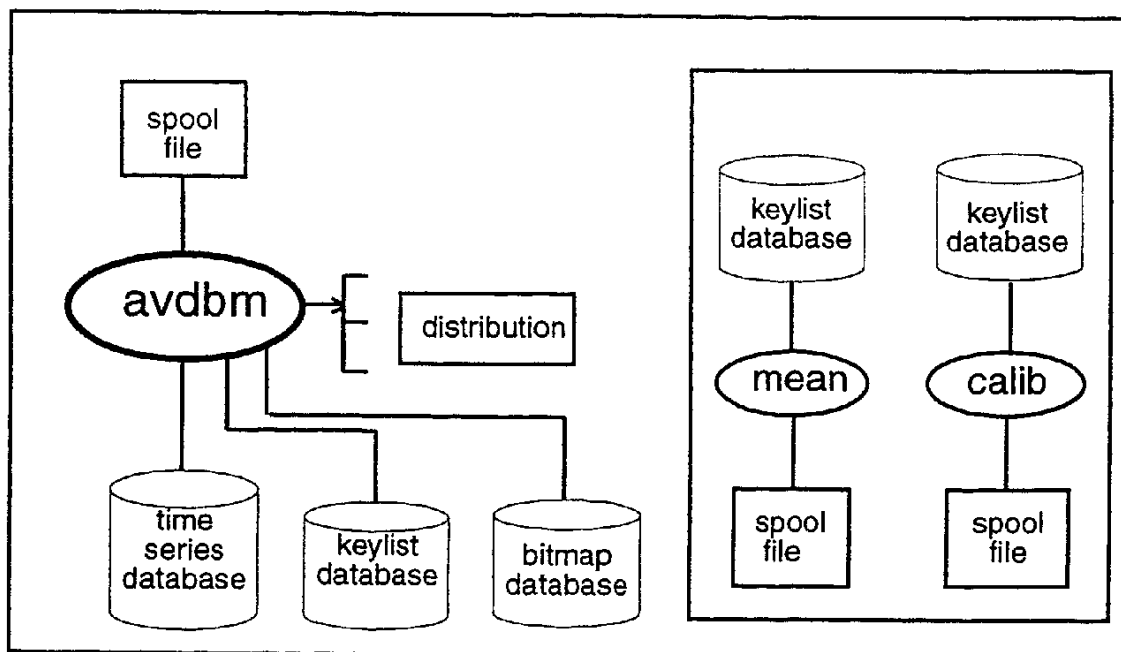 spool
file
avdbm
distribution
time
series
database
keylist
database
bitmap
database
keylist
database
keylist
database
mean
calib
spool
file
spool
file